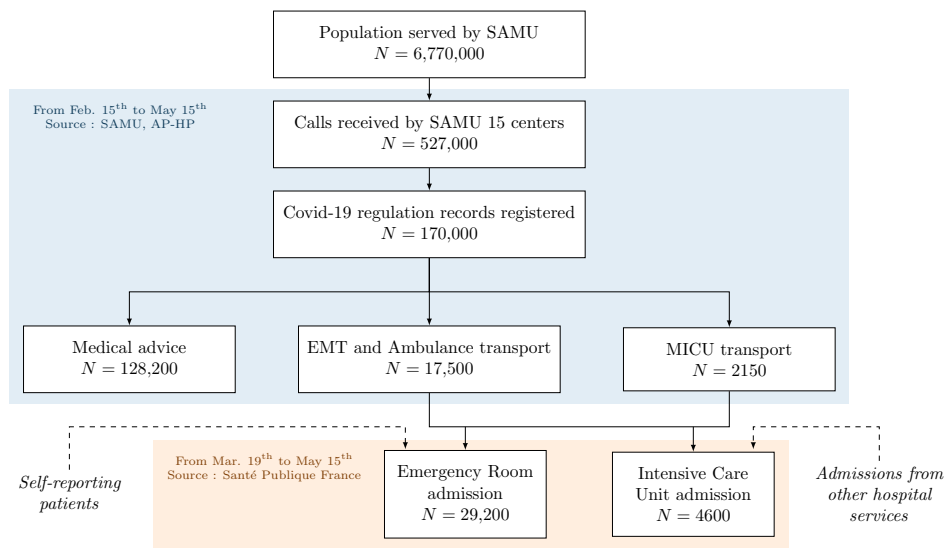 Population served by SAMU
N = 6,770,000
From Feb. 15th to May 15th
Source : SAMU, AP-HP
Calls received by SAMU 15 centers
N = 527,000
Covid-19 regulation records registered
N = 170,000
Medical advice
N = 128,200
EMT and Ambulance transport
N = 17,500
MICU transport
N = 2150
From Mar. 19th to May 15th
Source : Santé Publique France
Self-reporting
patients
Emergency Room
admission
N = 29,200
Intensive Care
Unit admission
N = 4600
Admissions from
other hospital
services